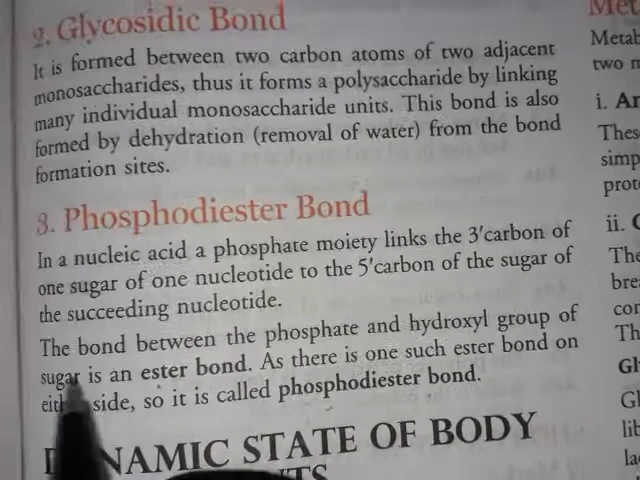 2. Glycosidic Bond
It is formed between two carbon atoms of two adjacent
monosaccharides, thus it forms a polysaccharide by linking
many individual monosaccharide units. This bond is also
formed by dehydration (removal of water) from the bond
formation sites.
3. Phosphodiester Bond
In a nucleic acid a phosphate moiety links the 3'carbon of
one sugar of one nucleotide to the 5'carbon of the sugar of
the succeeding nucleotide.
The bond between the phosphate and hydroxyl group of
sugar is an ester bond. As there is one such ester bond on
side, so it is called phosphodiester bond.
STATE OF BODY
Metab
two m
i. An
Thes
simp
prot
ii. C
The
brea
con
Th
Gl
Gl
lib
la